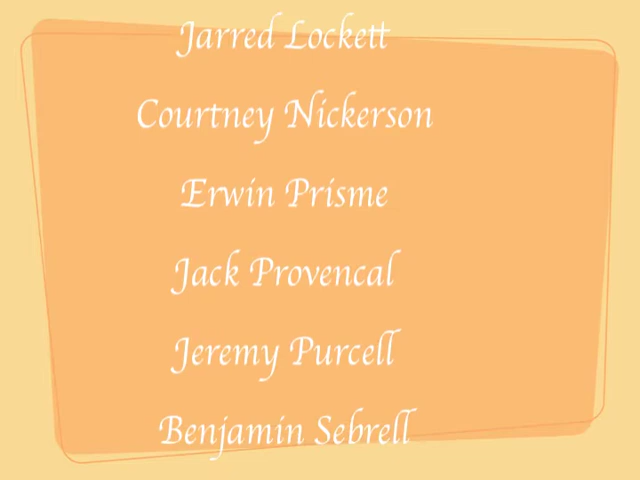 Jarred Lockett
Courtney Nickerson
Erwin Prisme
Jack Provencal
Jeremy Purcell
Benjamin Sebrell